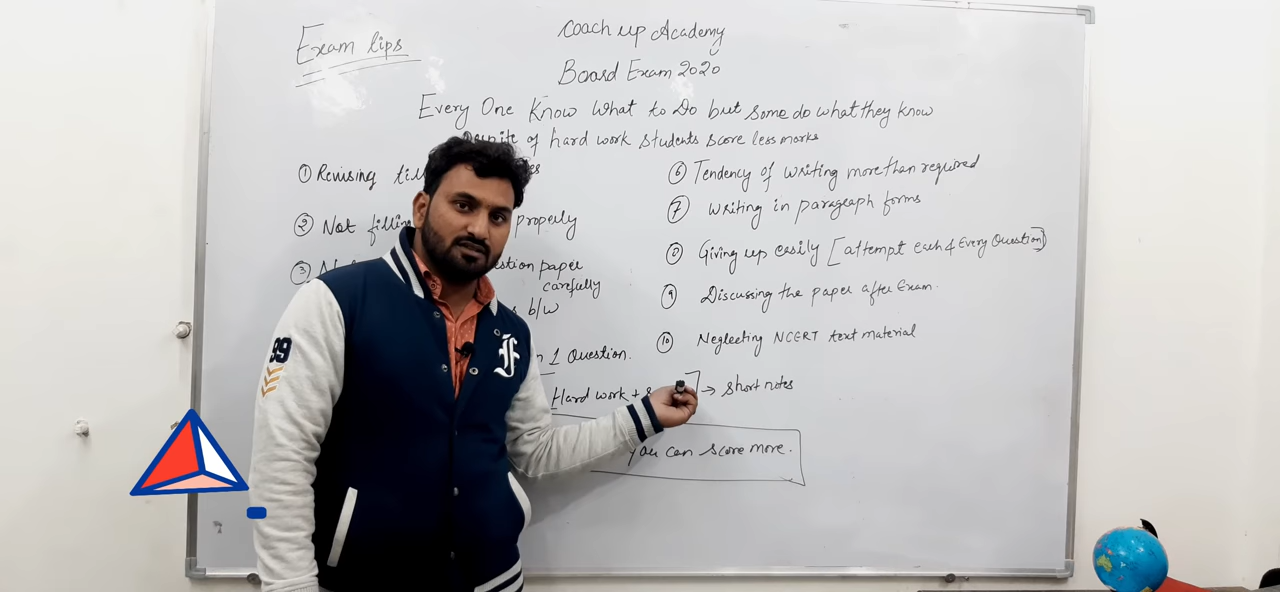 Exam lips
Coach up Academy
Board Exam 2020
Every One Know What to Do but some do what they know
Despite of hard work students score less marks
① Revising
② Not filling properly
③ question paper
carefully
b/w
in 1 Question.
⑥ Tendency of writing more than required
⑦ Writing in paragraph forms
⑧ Giving up easily [attempt each & Every Question]
⑨ Discussing the paper after Exam.
⑩ Neglecting NCERT text material
Hard work + ] → short notes
you can score more.
99